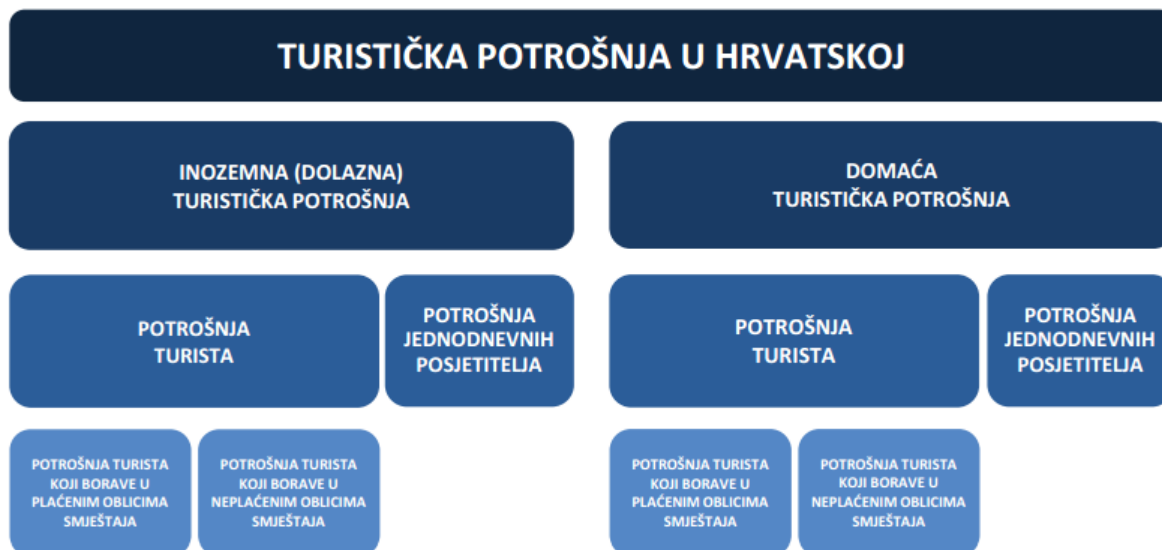 TURISTIČKA POTROŠNJA U HRVATSKOJ
INOZEMNA (DOLAZNA)
TURISTIČKA POTROŠNJA
DOMAĆA
TURISTIČKA POTROŠNJA
POTROŠNJA
TURISTA
POTROŠNJA
JEDNODNEVNIH
POSJETITELJA
POTROŠNJA
TURISTA
POTROŠNJA
JEDNODNEVNIH
POSJETITELJA
POTROŠNJA TURISTA
KOJI BORAVE U
PLAĆENIM OBLICIMA
SMJEŠTAJA
POTROŠNJA TURISTA
KOJI BORAVE U
NEPLAĆENIM OBLICIMA
SMJEŠTAJA
POTROŠNJA TURISTA
KOJI BORAVE U
PLAĆENIM OBLICIMA
SMJEŠTAJA
POTROŠNJA TURISTA
KOJI BORAVE U
NEPLAĆENIM OBLICIMA
SMJEŠTAJA